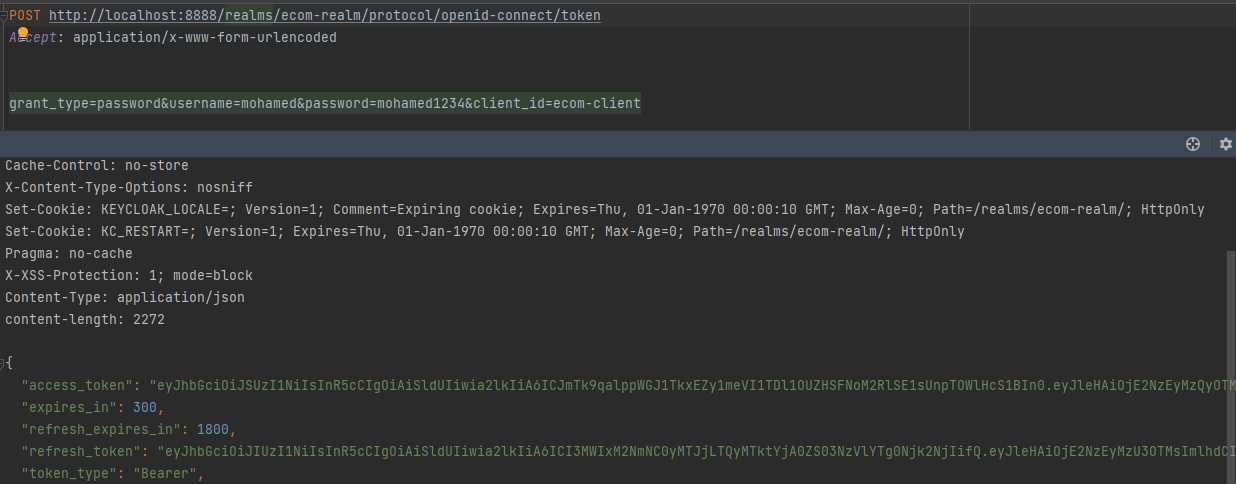 POST http://localhost:8888/realms/ecom-realm/protocol/openid-connect/token
Accept: application/x-www-form-urlencoded
grant_type=password&username=mohamed&password=mohamed1234&client_id=ecom-client
Cache-Control: no-store
X-Content-Type-Options: nosniff
Set-Cookie: KEYCLOAK_LOCALE=; Version=1; Comment=Expiring cookie; Expires=Thu, 01-Jan-1970 00:00:10 GMT; Max-Age=0; Path=/realms/ecom-realm/; HttpOnly
Set-Cookie: KC_RESTART=; Version=1; Expires=Thu, 01-Jan-1970 00:00:10 GMT; Max-Age=0; Path=/realms/ecom-realm/; HttpOnly
Pragma: no-cache
X-XSS-Protection: 1; mode=block
Content-Type: application/json
content-length: 2272
{
"access_token": "eyJhbGciOiJSUzI1NiIsInR5cCIgOiAiSldUIiwia2lkIiA6ICJmTk9qalppWGJ1TkxEZy1meVI1TDl1OUZHSFNoM2RlSE1sUnpTOWlHcS1BIn0.eyJleHAiOjE2NzEyMzQyOTM
"expires_in": 300,
"refresh_expires_in": 1800,
"refresh_token": "eyJhbGciOiJIUzI1NiIsInR5cCIgOiAiSldUIiwia2lkIiA6ICI3MWIxM2NmNC0yMTJjLTQyMTktYjA0ZS03NzVlYTg0Njk2NjIifQ.eyJleHAiOjE2NzEyMzU3OTMsImlhdCI
"token_type": "Bearer",